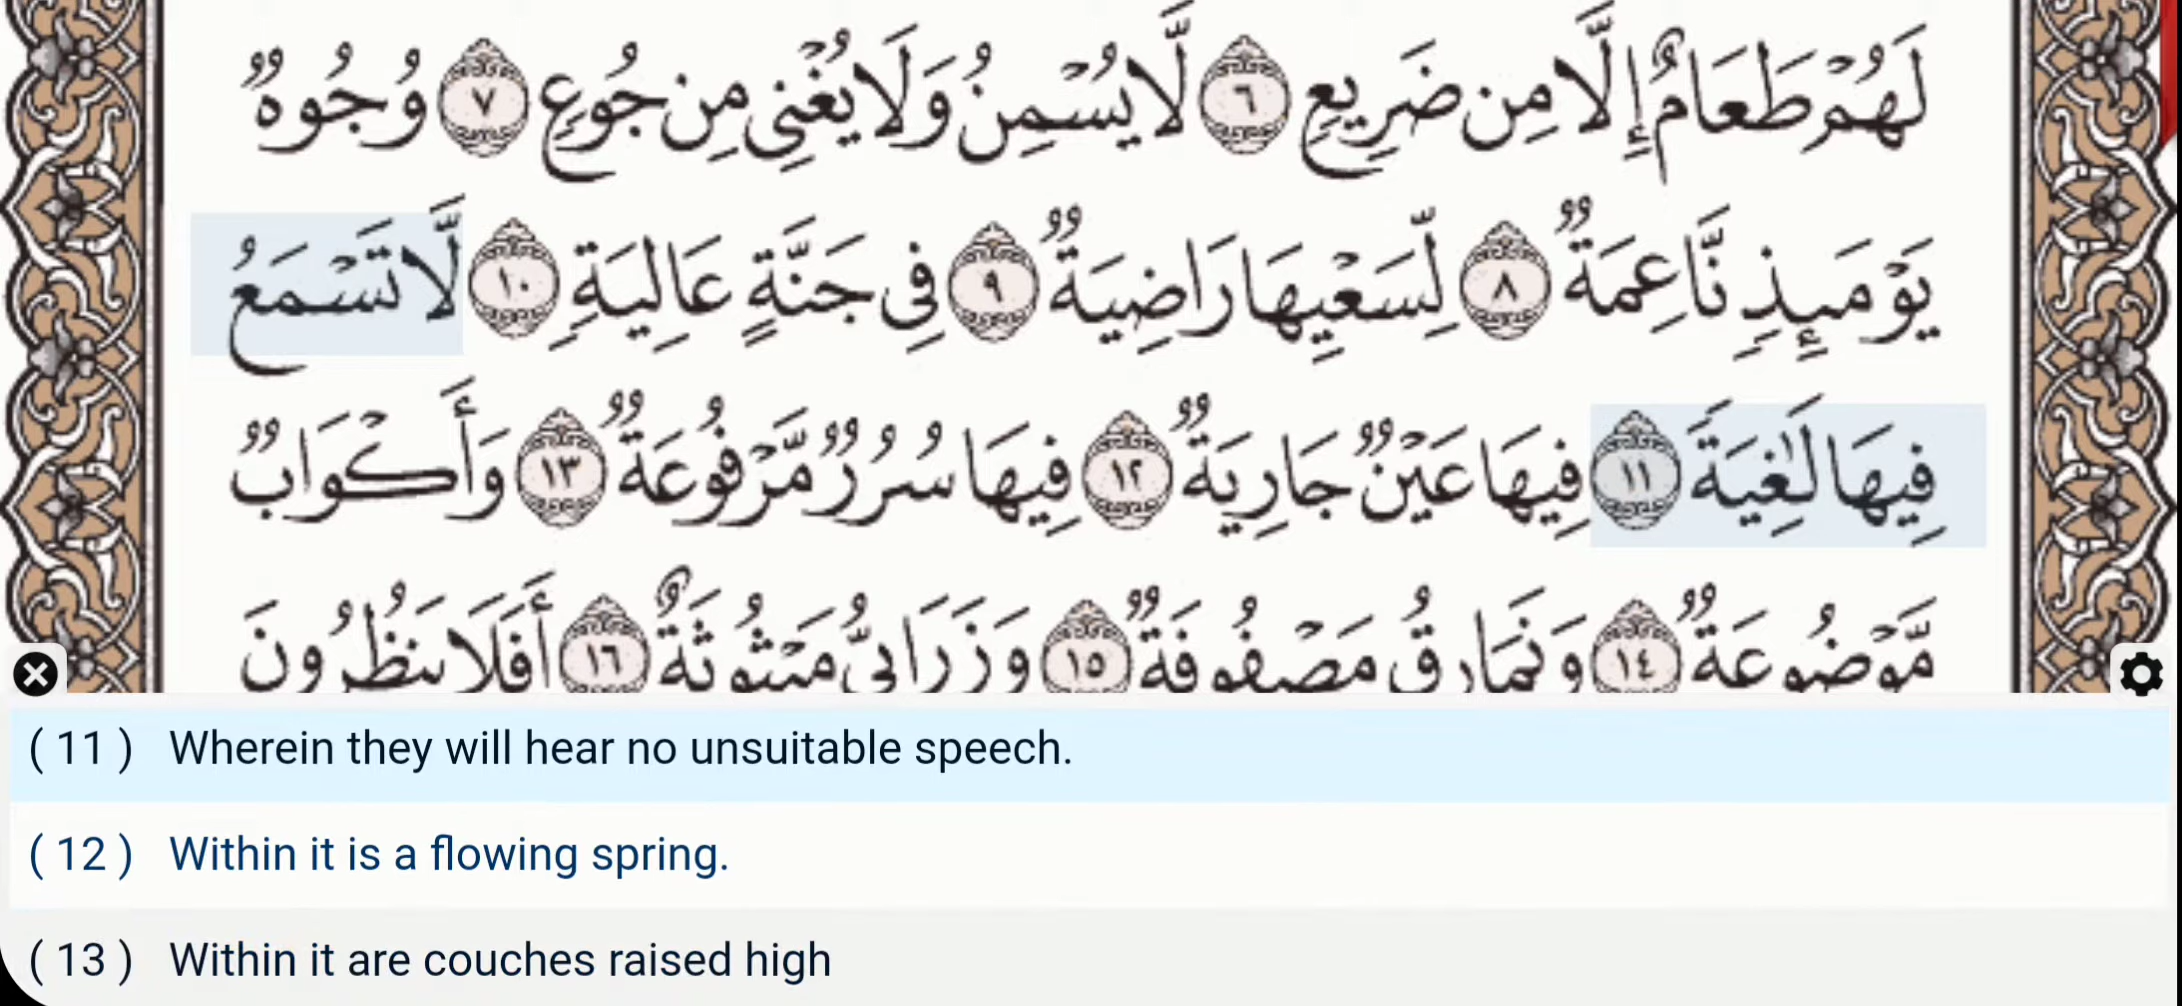 لَهُمْ طَعَامٌ إِلَّا مِن ضَرِيعٍ ٦ لَّا يُسْمِنُ وَلَا يُغْنِى مِن جُوعٍ ٧ وُجُوهٌ
يَوْمَئِذٍ نَّاعِمَةٌ ٨ لِّسَعْيِهَا رَاضِيَةٌ ٩ فِى جَنَّةٍ عَالِيَةٍ ١٠ لَّا تَسْمَعُ
فِيهَا لَٰغِيَةً ١١ فِيهَا عَيْنٌ جَارِيَةٌ ١٢ فِيهَا سُرُرٌ مَّرْفُوعَةٌ ١٣ وَأَكْوَابٌ
مَّوْضُوعَةٌ ١٤ وَنَمَارِقُ مَصْفُوفَةٌ ١٥ وَزَرَابِىُّ مَبْثُوثَةٌ ١٦ أَفَلَا يَنظُرُونَ
( 11 ) Wherein they will hear no unsuitable speech.
( 12 ) Within it is a flowing spring.
( 13 ) Within it are couches raised high